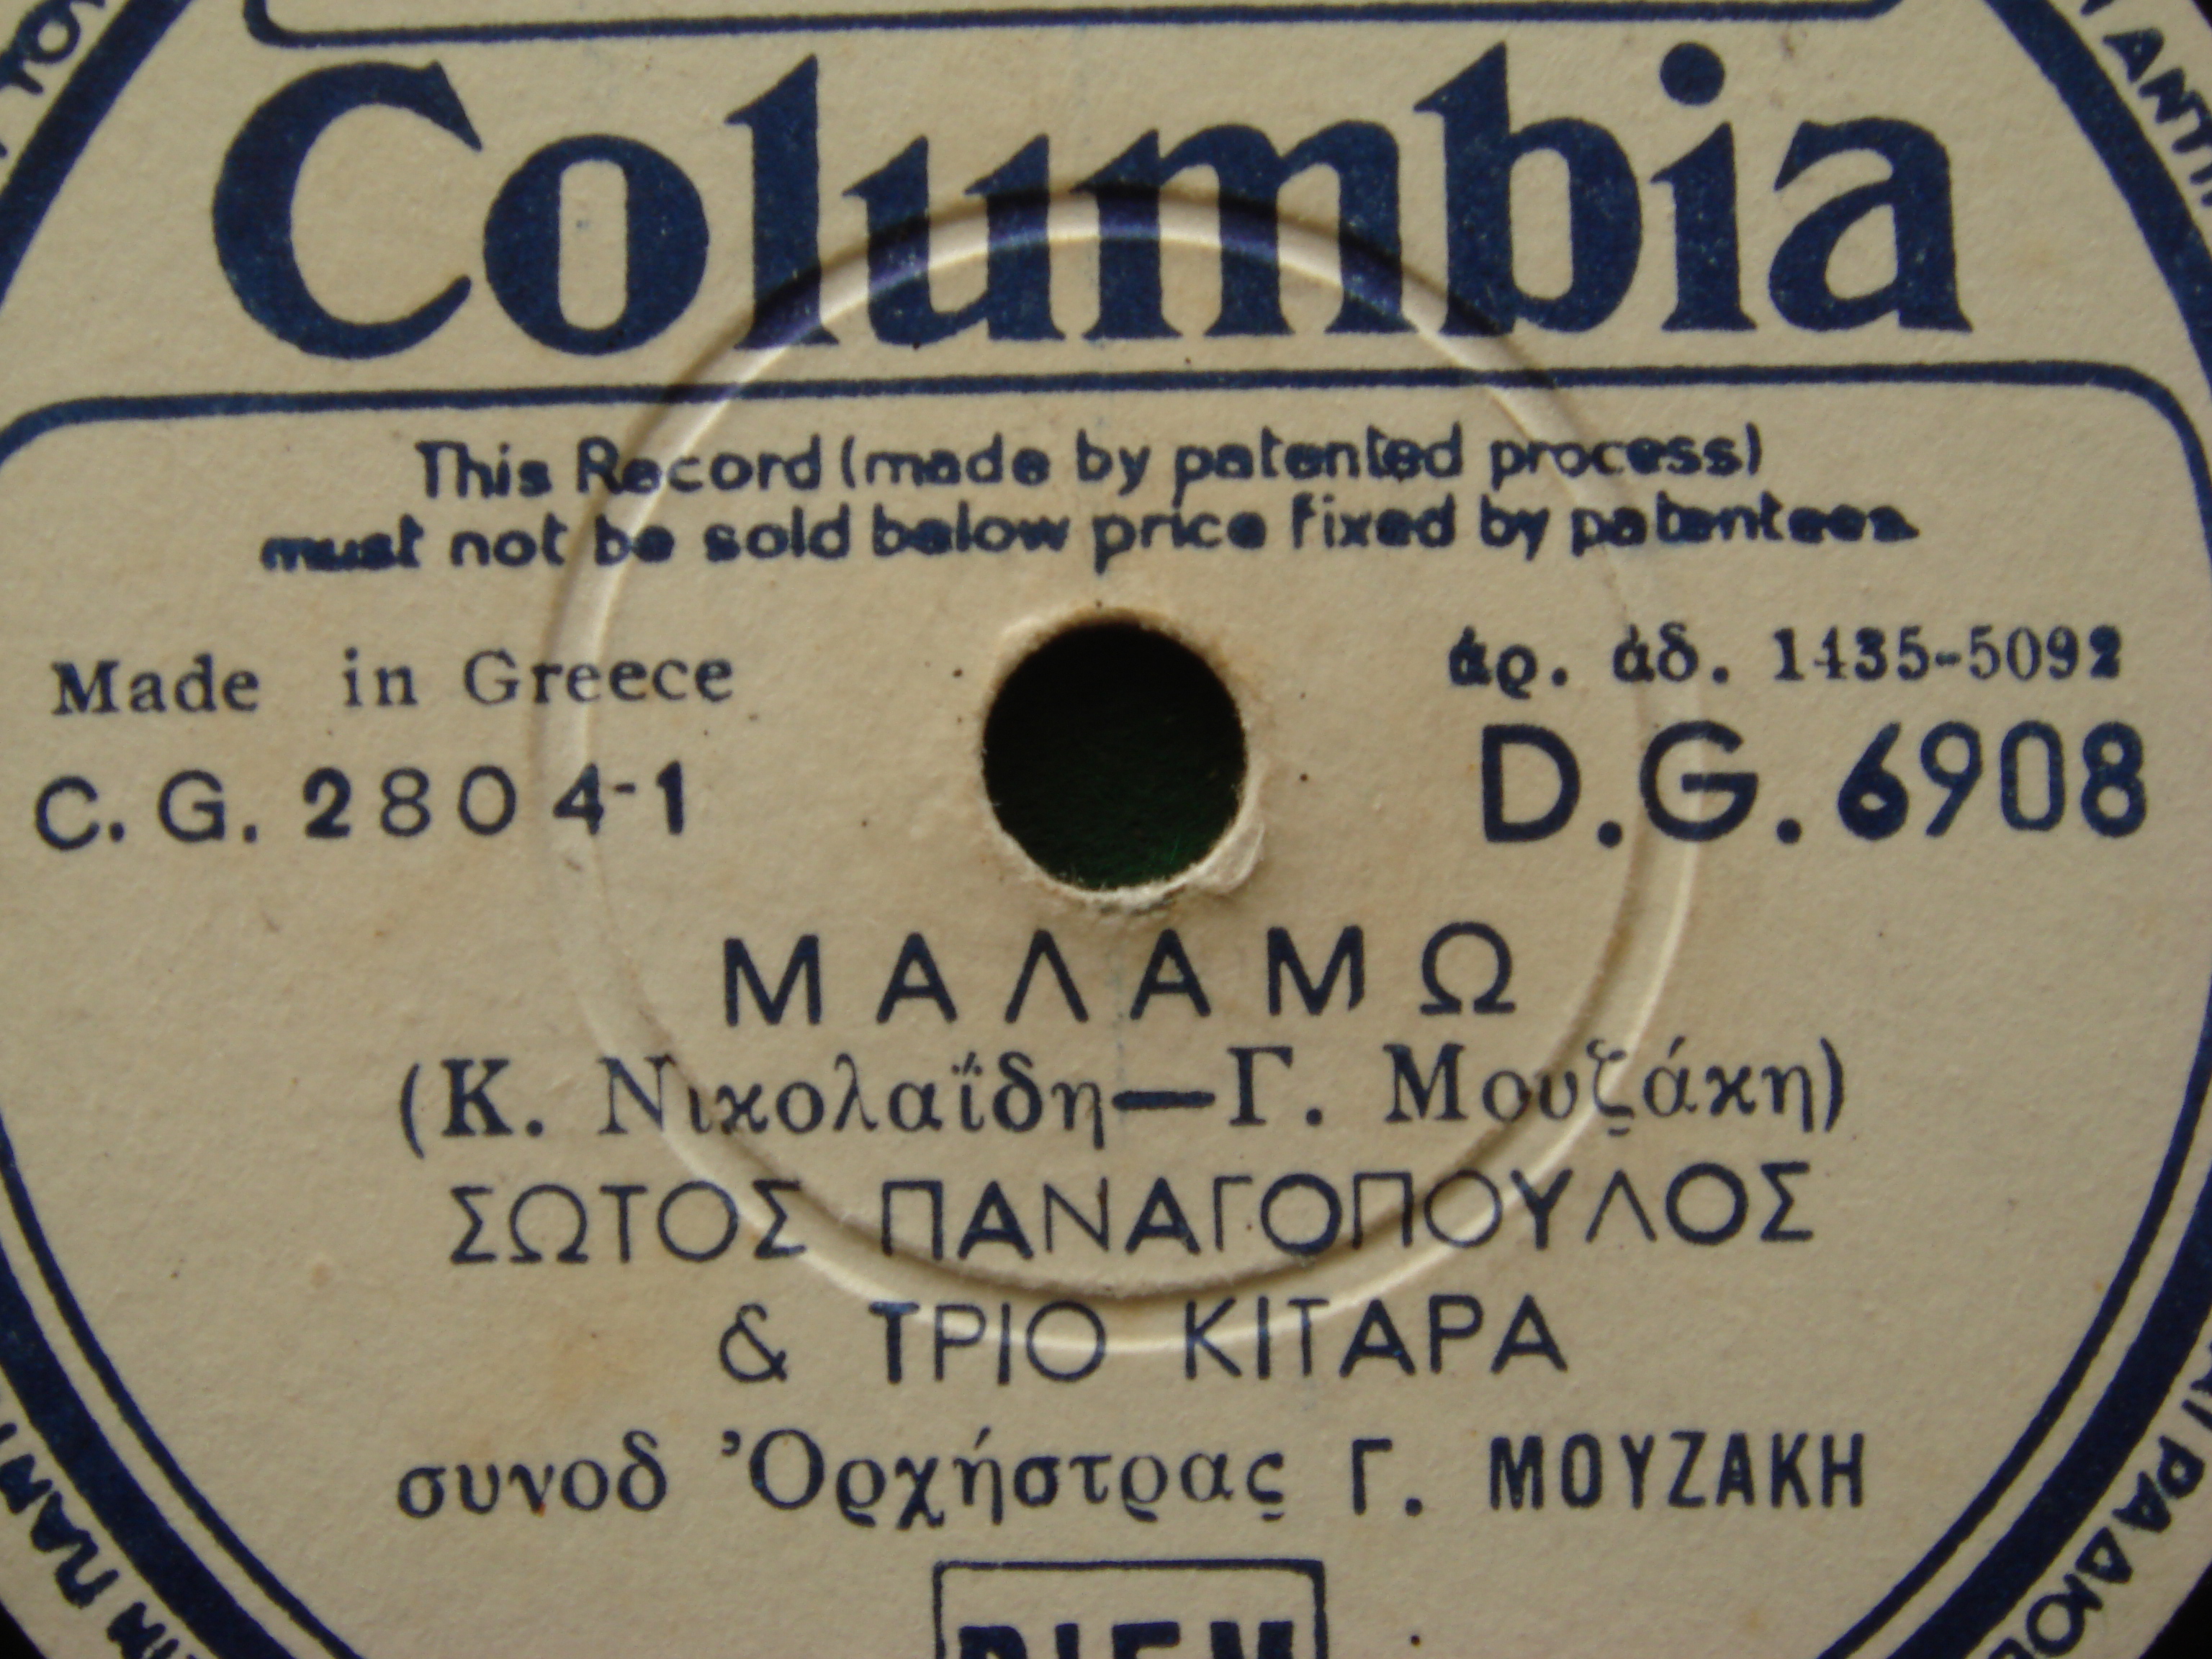 Columbia
This Record (made by patented process)
must not be sold below price fixed by patentees
Made in Greece
ἀρ. ἀδ. 1435-5092
C. G. 2804-1
D.G. 6908
ΜΑΛΑΜΩ
(Κ. Νικολαΐδη—Γ. Μουζάκη)
ΣΩΤΟΣ ΠΑΝΑΓΟΠΟΥΛΟΣ
& ΤΡΙΟ ΚΙΤΑΡΑ
συνοδ Ὀρχήστρας Γ. ΜΟΥΖΑΚΗ
BIEM